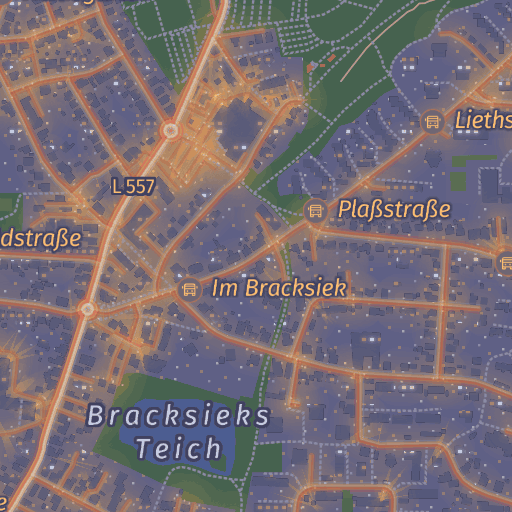 Lieths
L 557
Plaßstraße
dstraße
Im Bracksiek
Bracksieks
Teich